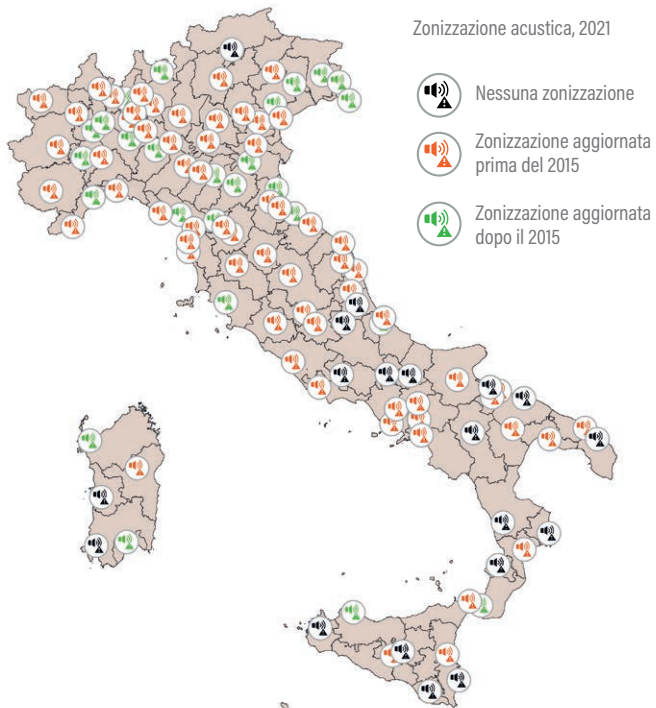 Zonizzazione acustica, 2021
Nessuna zonizzazione
Zonizzazione aggiornata
prima del 2015
Zonizzazione aggiornata
dopo il 2015